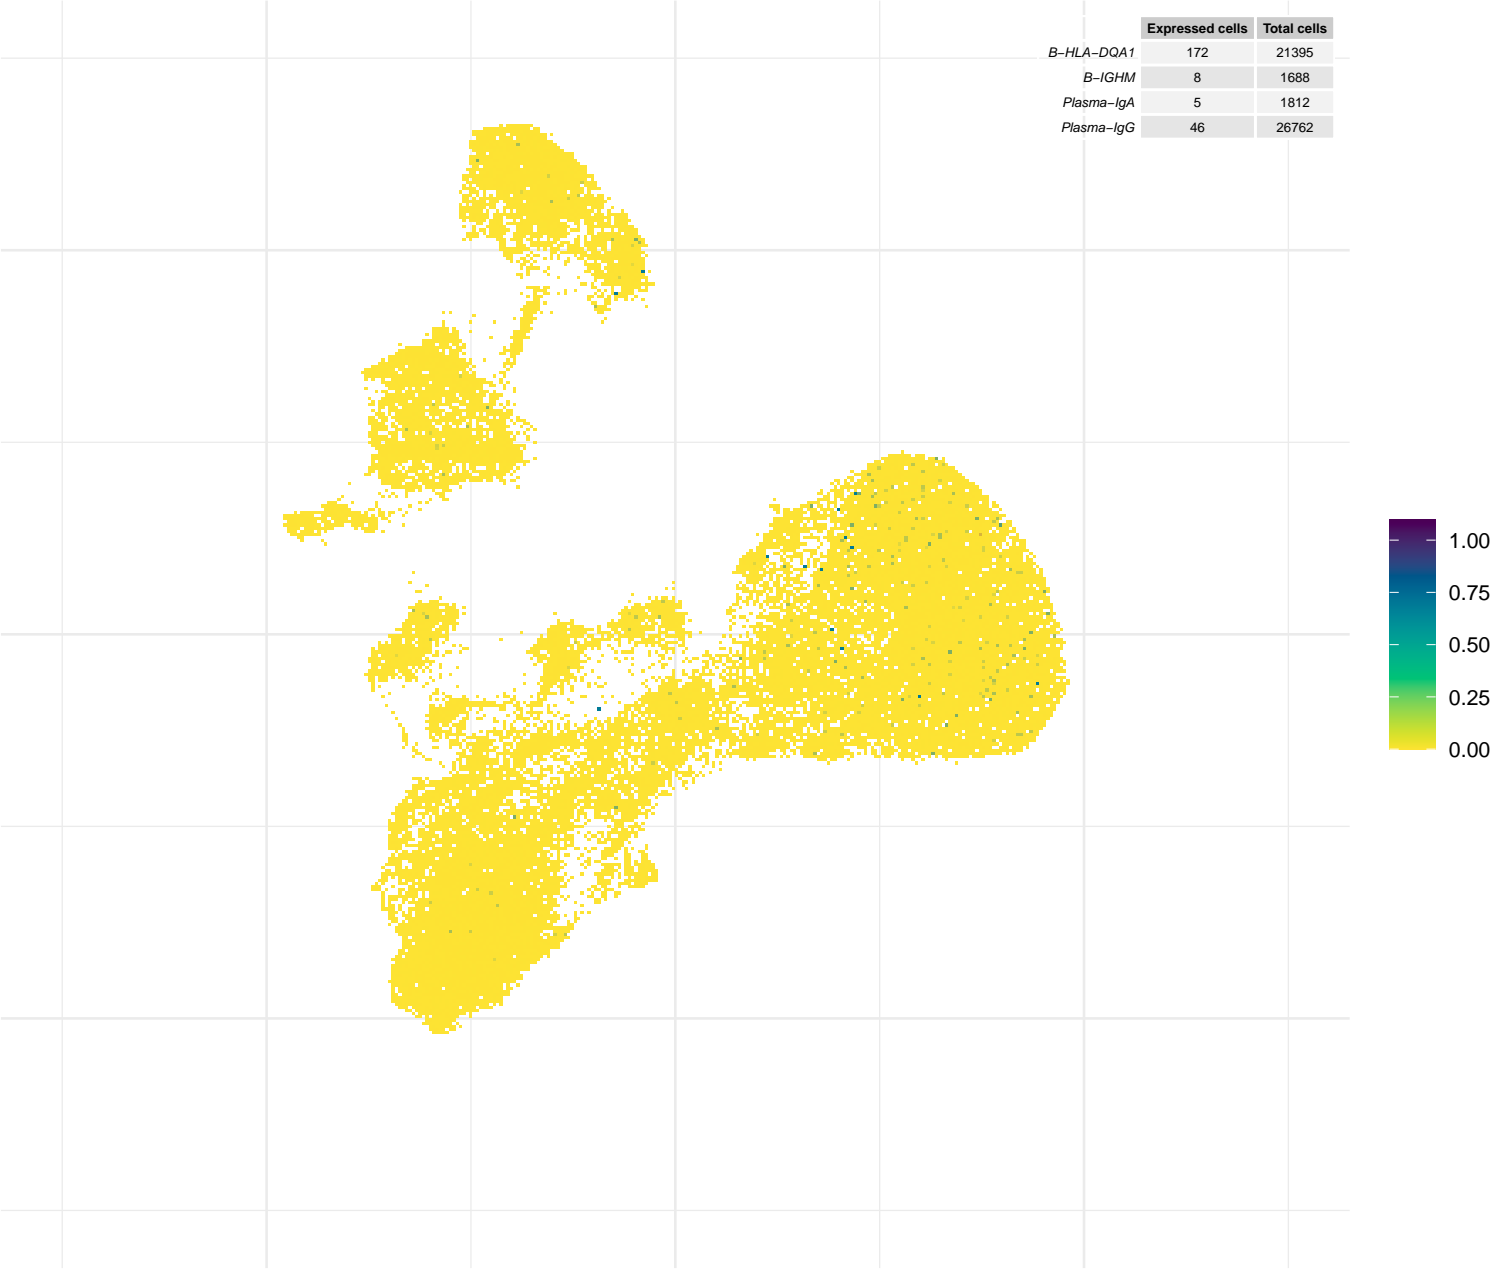 Expressed cells Total cells
B−HLA−DQA1 172 21395
B−IGHM 8 1688
Plasma−IgA 5 1812
Plasma−IgG 46 26762
1.00
0.75
0.50
0.25
0.00